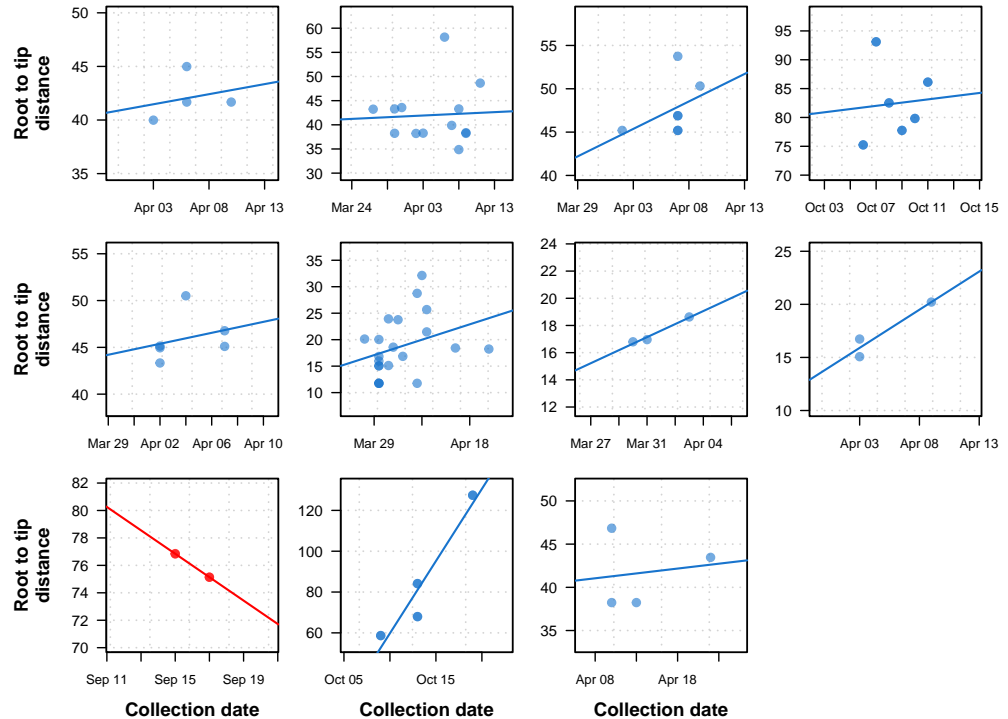 Root to tip
distance
50
45
40
35
Apr 03 Apr 08 Apr 13
60
55
50
45
40
35
30
Mar 24 Apr 03 Apr 13
55
50
45
40
Mar 29 Apr 03 Apr 08 Apr 13
95
90
85
80
75
70
Oct 03 Oct 07 Oct 11 Oct 15
Root to tip
distance
55
50
45
40
Mar 29 Apr 02 Apr 06 Apr 10
35
30
25
20
15
10
Mar 29 Apr 18
24
22
20
18
16
14
12
Mar 27 Mar 31 Apr 04
25
20
15
10
Apr 03 Apr 08 Apr 13
Root to tip
distance
82
80
78
76
74
72
70
Sep 11 Sep 15 Sep 19
Collection date
120
100
80
60
Oct 05 Oct 15
Collection date
50
45
40
35
Apr 08 Apr 18
Collection date